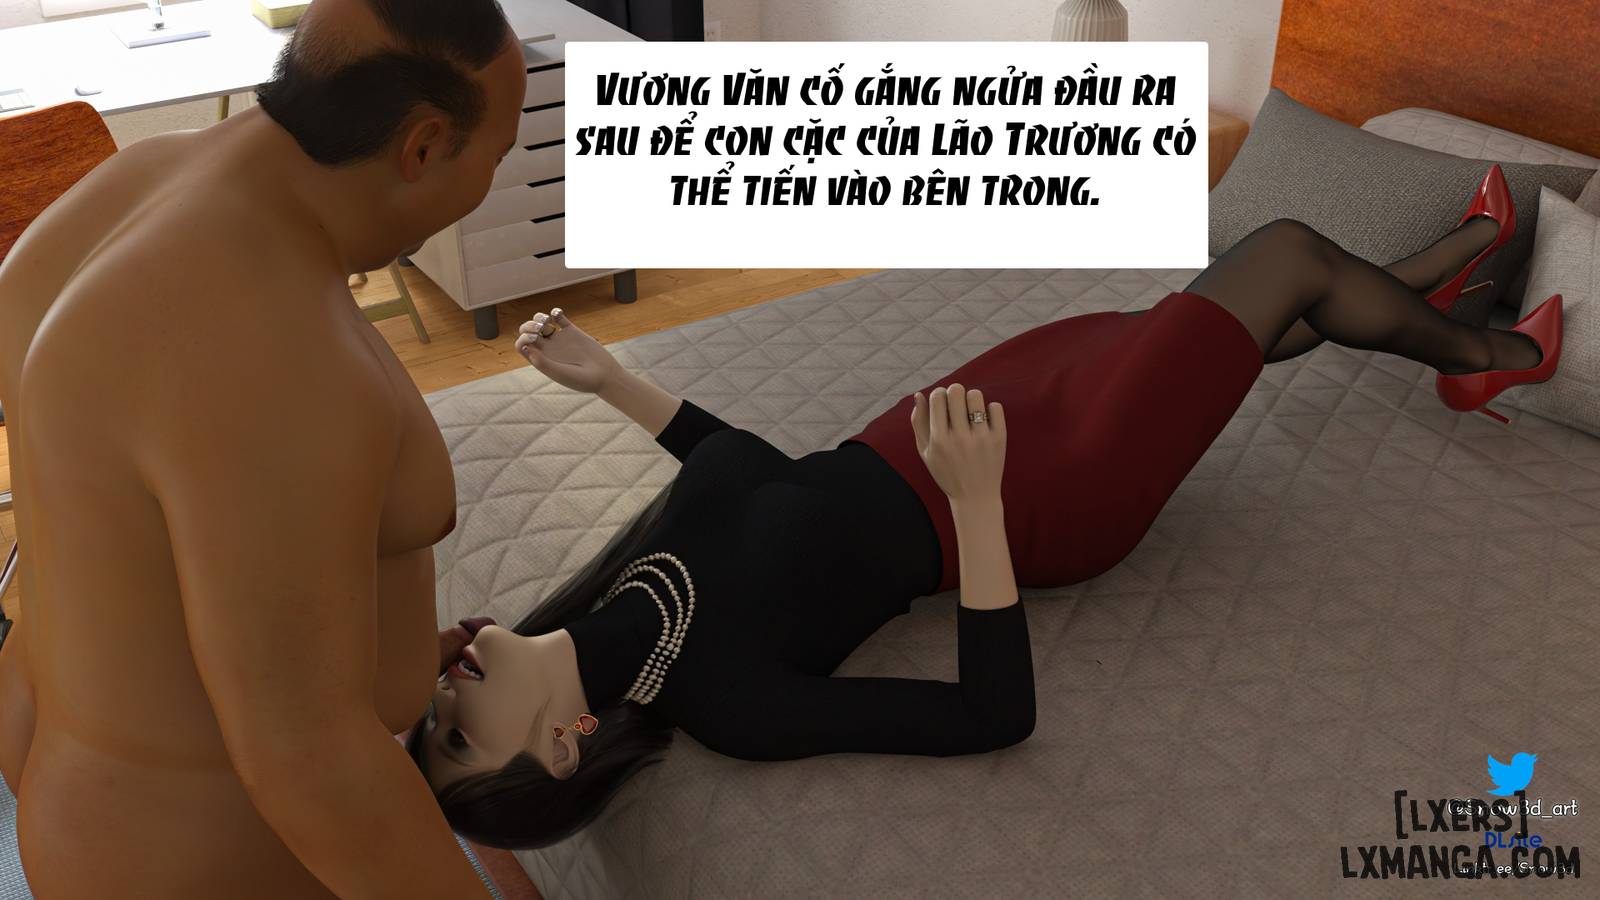 Vương Văn cố gắng ngửa đầu ra
sau để con cặc của Lão Trương có
thể tiến vào bên trong.
@Snow3d_art
[LXERS]
DLsite
LXMANGA.COM